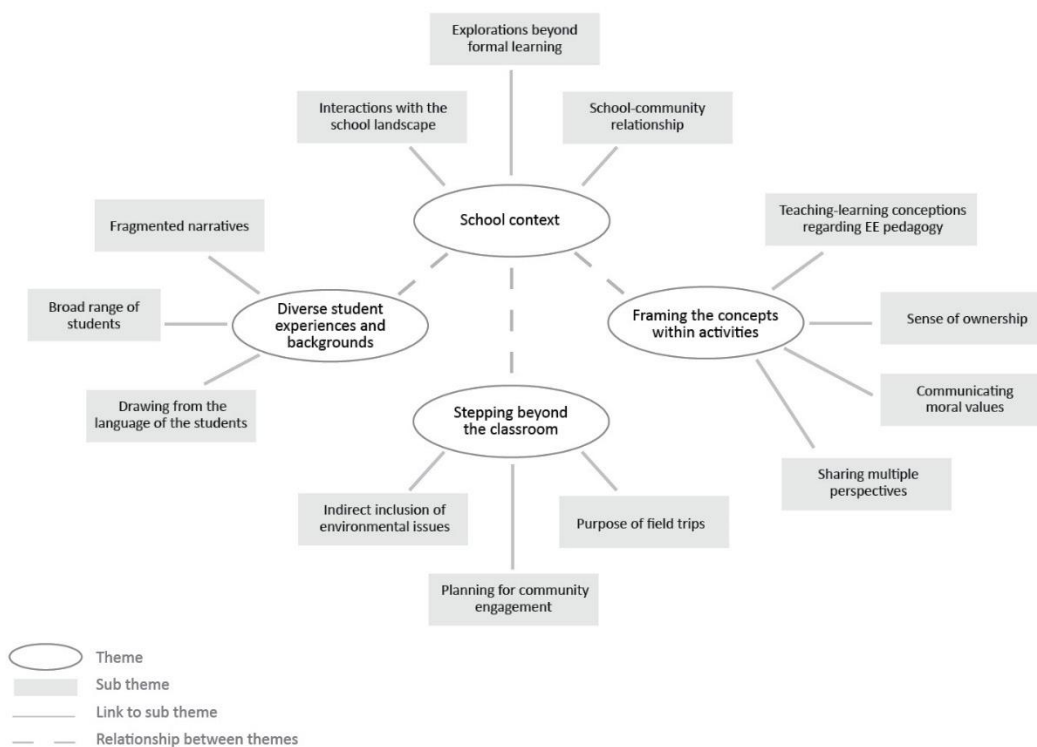 Explorations beyond
formal learning
Interactions with the
school landscape
School-community
relationship
School context
Fragmented narratives
Teaching-learning conceptions
regarding EE pedagogy
Broad range of
students
Diverse student
experiences and
backgrounds
Framing the concepts
within activities
Sense of ownership
Drawing from the
language of the students
Stepping beyond
the classroom
Communicating
moral values
Sharing multiple
perspectives
Indirect inclusion of
environmental issues
Purpose of field trips
Planning for community
engagement
Theme
Sub theme
Link to sub theme
Relationship between themes